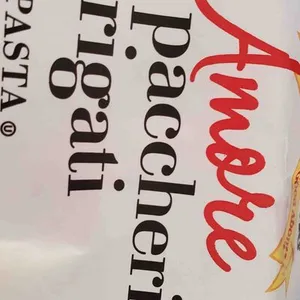 Amore
paccheri
rigati
PASTA U